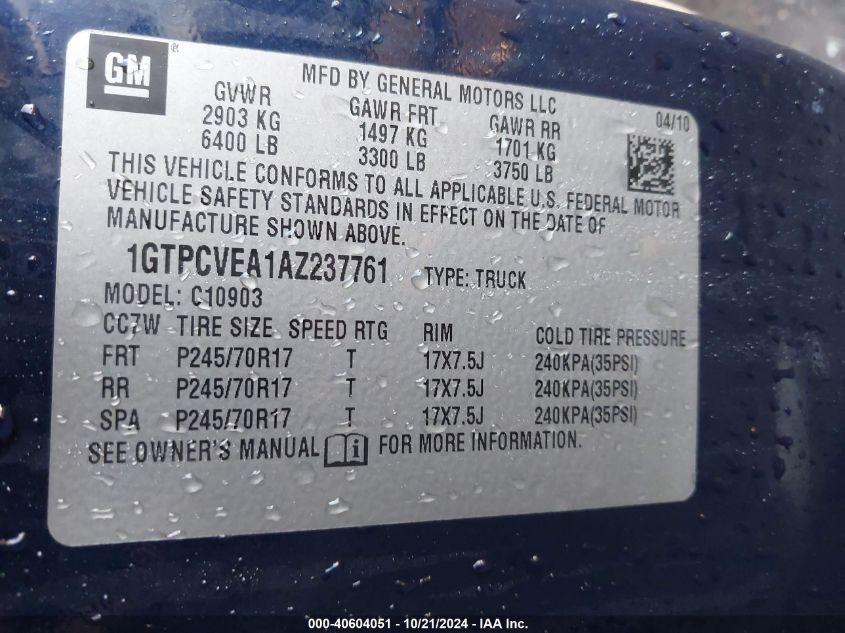 GM ®
MFD BY GENERAL MOTORS LLC
GVWR GAWR FRT GAWR RR 04/10
2903 KG 1497 KG 1701 KG
6400 LB 3300 LB 3750 LB
THIS VEHICLE CONFORMS TO ALL APPLICABLE U.S. FEDERAL MOTOR
VEHICLE SAFETY STANDARDS IN EFFECT ON THE DATE OF
MANUFACTURE SHOWN ABOVE.
1GTPCVEA1AZ237761 TYPE: TRUCK
MODEL: C10903
CC7W TIRE SIZE SPEED RTG RIM COLD TIRE PRESSURE
FRT P245/70R17 T 17X7.5J 240KPA(35PSI)
RR P245/70R17 T 17X7.5J 240KPA(35PSI)
SPA P245/70R17 T 17X7.5J 240KPA(35PSI)
SEE OWNER'S MANUAL i FOR MORE INFORMATION.
000-40604051 - 10/21/2024 - IAA Inc.